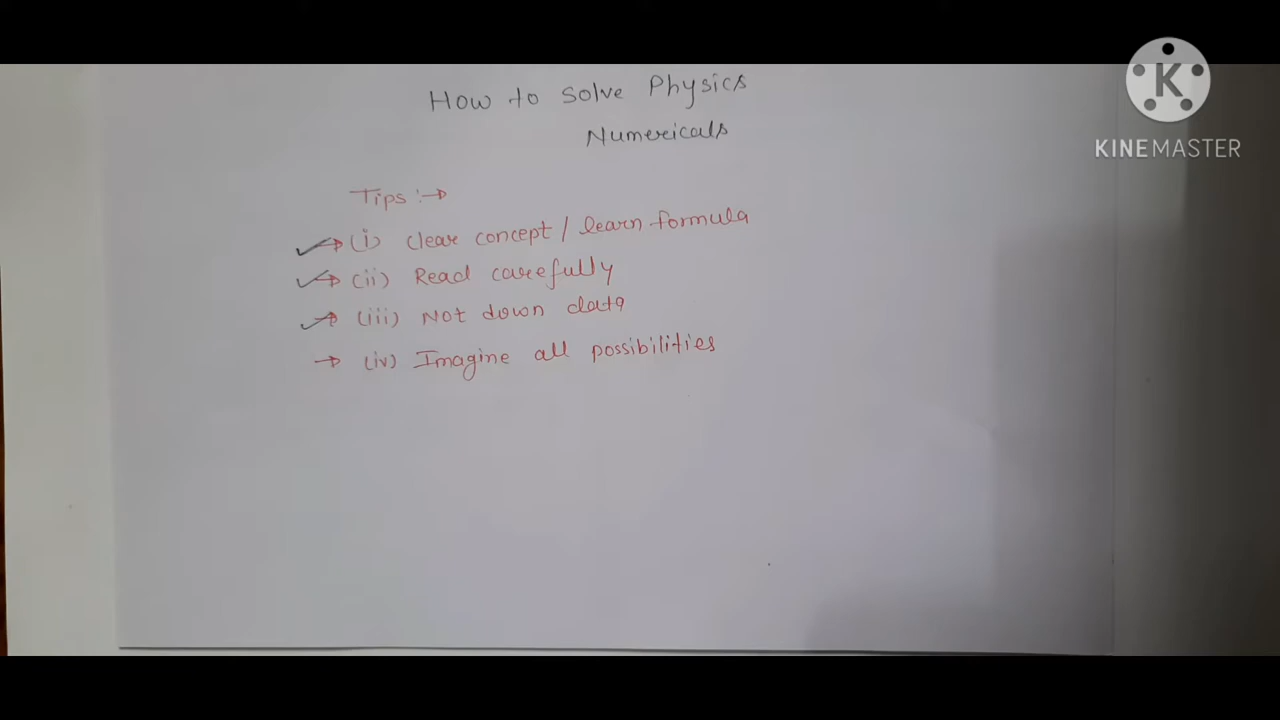 How to solve Physics
Numericals
Tips :→
→ (i) clear concept / learn formula
→ (ii) Read carefully
→ (iii) Not down data
→ (iv) Imagine all possibilities
K
KINEMASTER